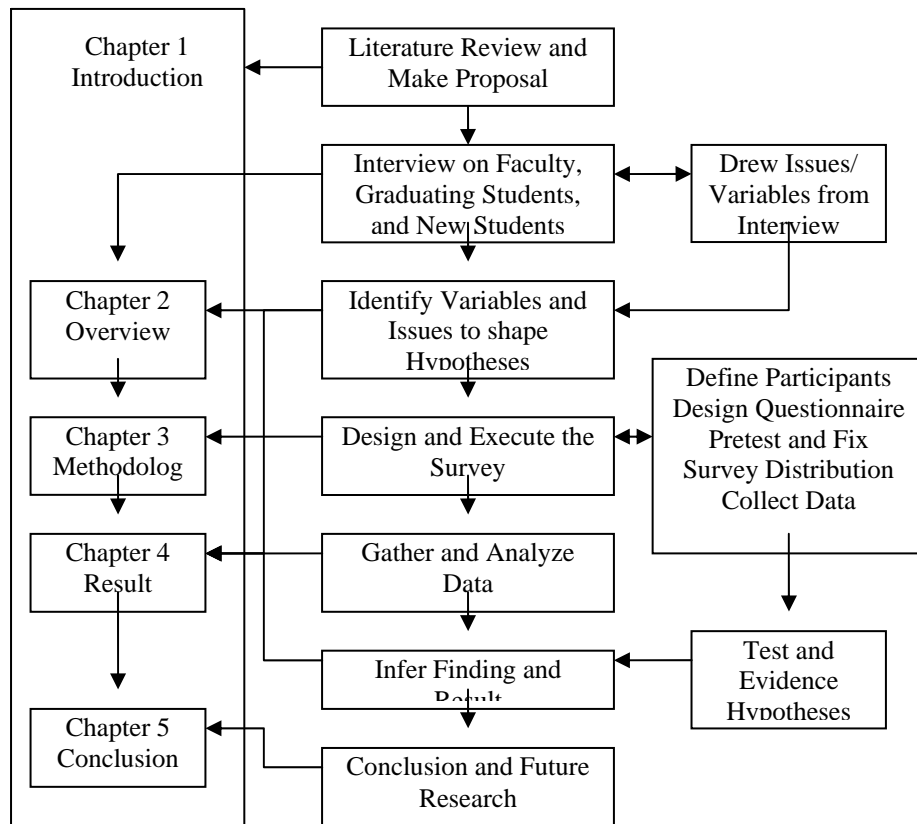 Chapter 1
Introduction
Literature Review and
Make Proposal
Interview on Faculty,
Graduating Students,
and New Students
Drew Issues/
Variables from
Interview
Chapter 2
Overview
Identify Variables and
Issues to shape
Hypotheses
Define Participants
Design Questionnaire
Pretest and Fix
Survey Distribution
Collect Data
Chapter 3
Methodolog
Design and Execute the
Survey
Chapter 4
Result
Gather and Analyze
Data
Infer Finding and
Result
Test and
Evidence
Hypotheses
Chapter 5
Conclusion
Conclusion and Future
Research